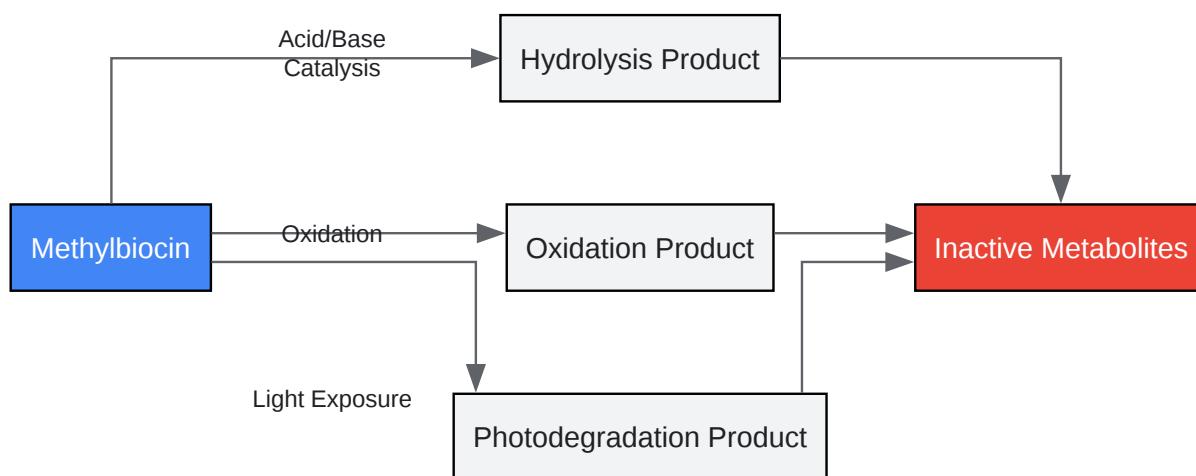 Acid/Base
Catalysis
Hydrolysis Product
Methylbiocin
Oxidation
Oxidation Product
Inactive Metabolites
Light Exposure
Photodegradation Product